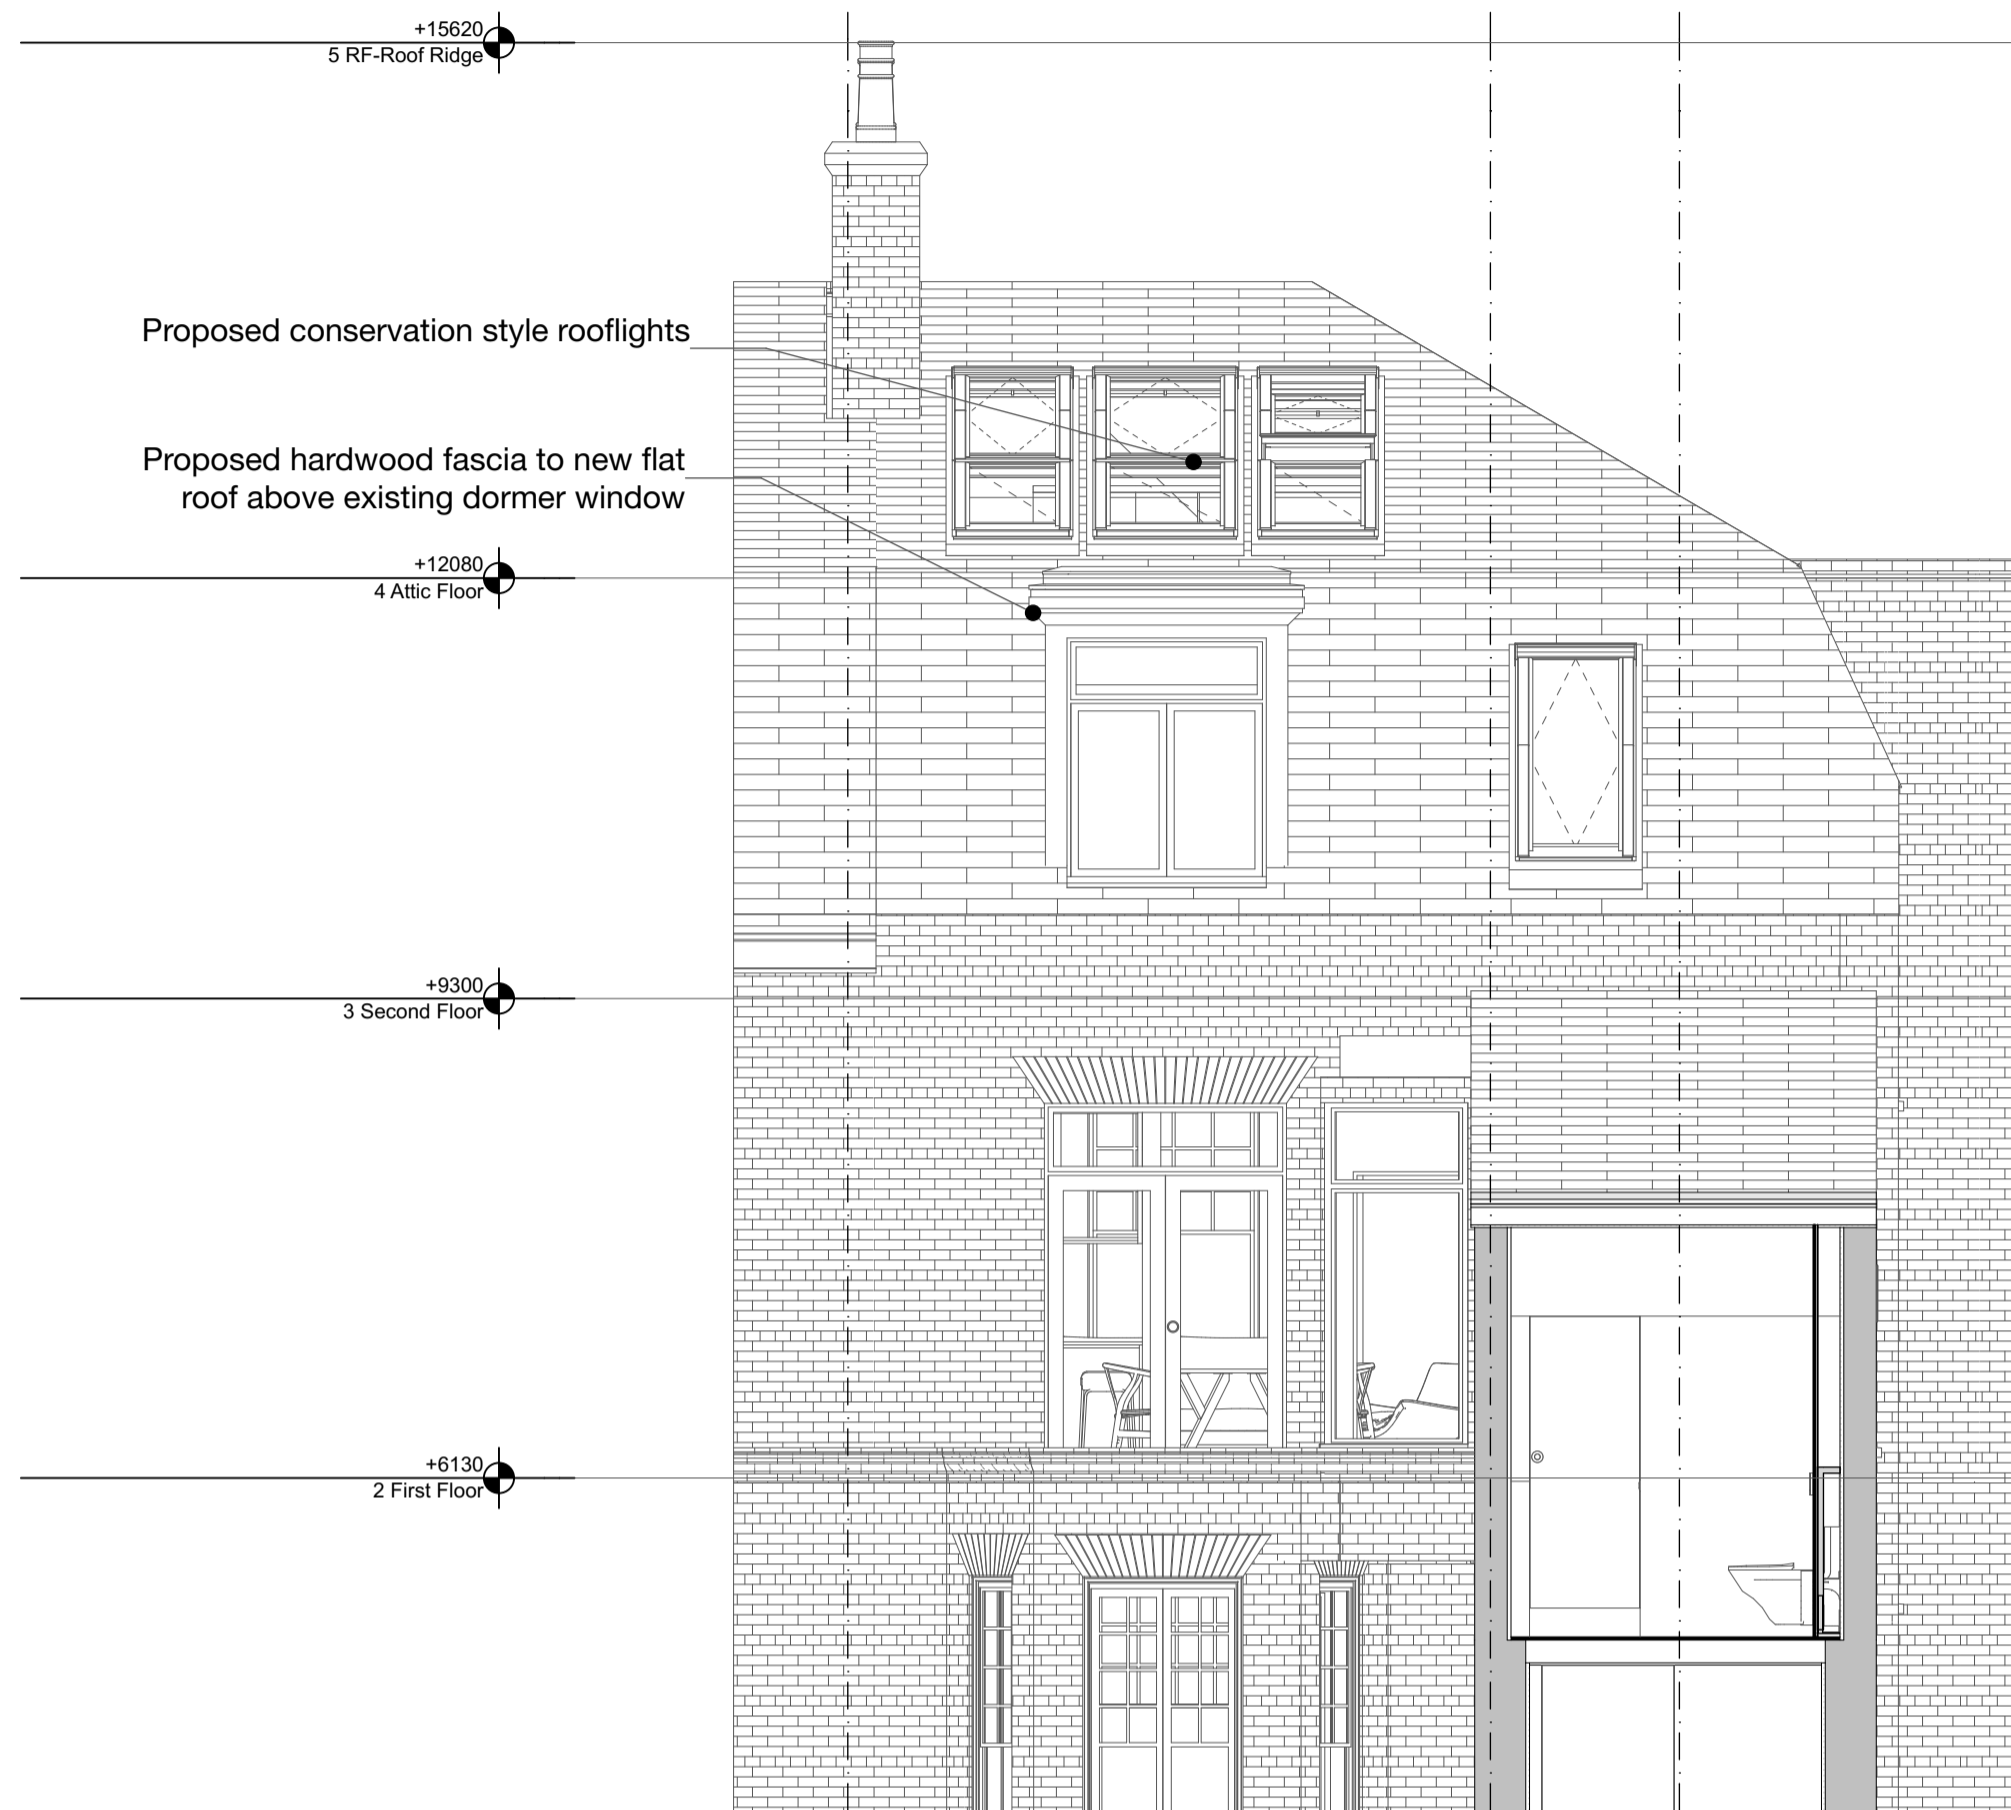 +15620
5 RF-Roof Ridge
Proposed conservation style rooflights
Proposed hardwood fascia to new flat
roof above existing dormer window
+12080
4 Attic Floor
+9300
3 Second Floor
+6130
2 First Floor